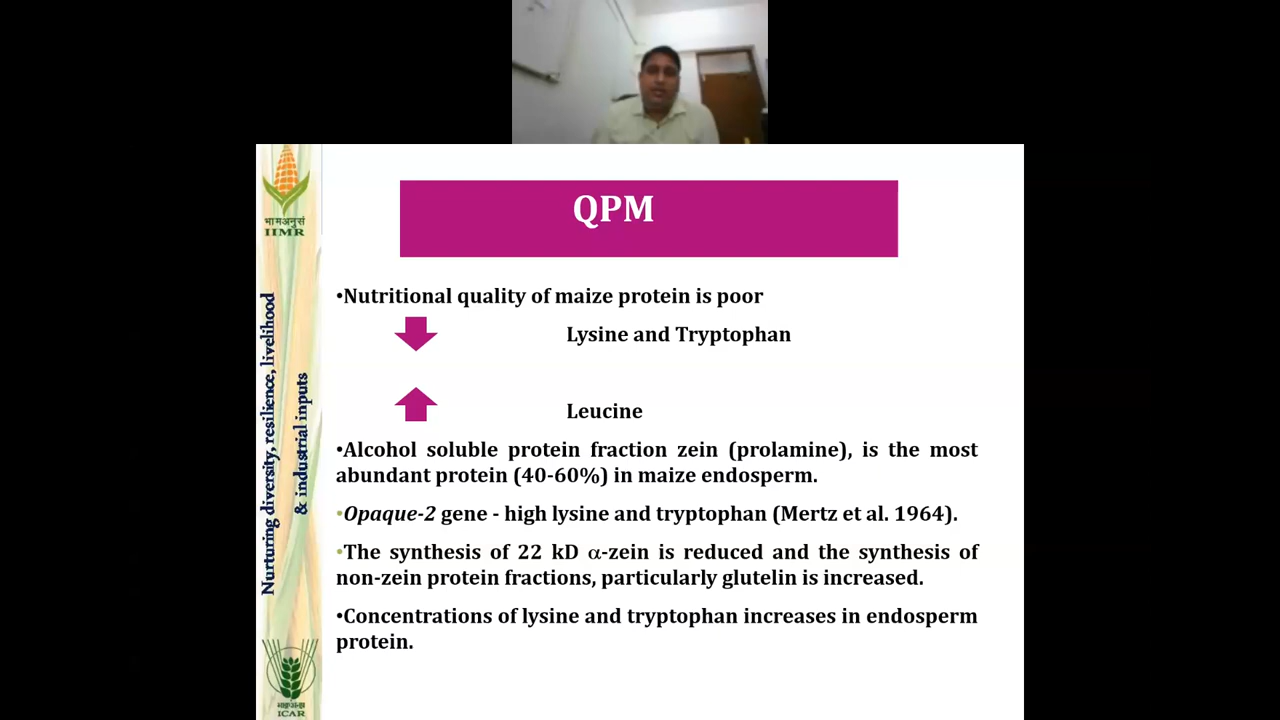 QPM
•Nutritional quality of maize protein is poor
Lysine and Tryptophan
Leucine
•Alcohol soluble protein fraction zein (prolamine), is the most
abundant protein (40-60%) in maize endosperm.
•Opaque-2 gene - high lysine and tryptophan (Mertz et al. 1964).
•The synthesis of 22 kD α-zein is reduced and the synthesis of
non-zein protein fractions, particularly glutelin is increased.
•Concentrations of lysine and tryptophan increases in endosperm
protein.
भामअनुसं
IIMR
Nurturing diversity, resilience, livelihood
& industrial inputs
भाकृअनुप
ICAR